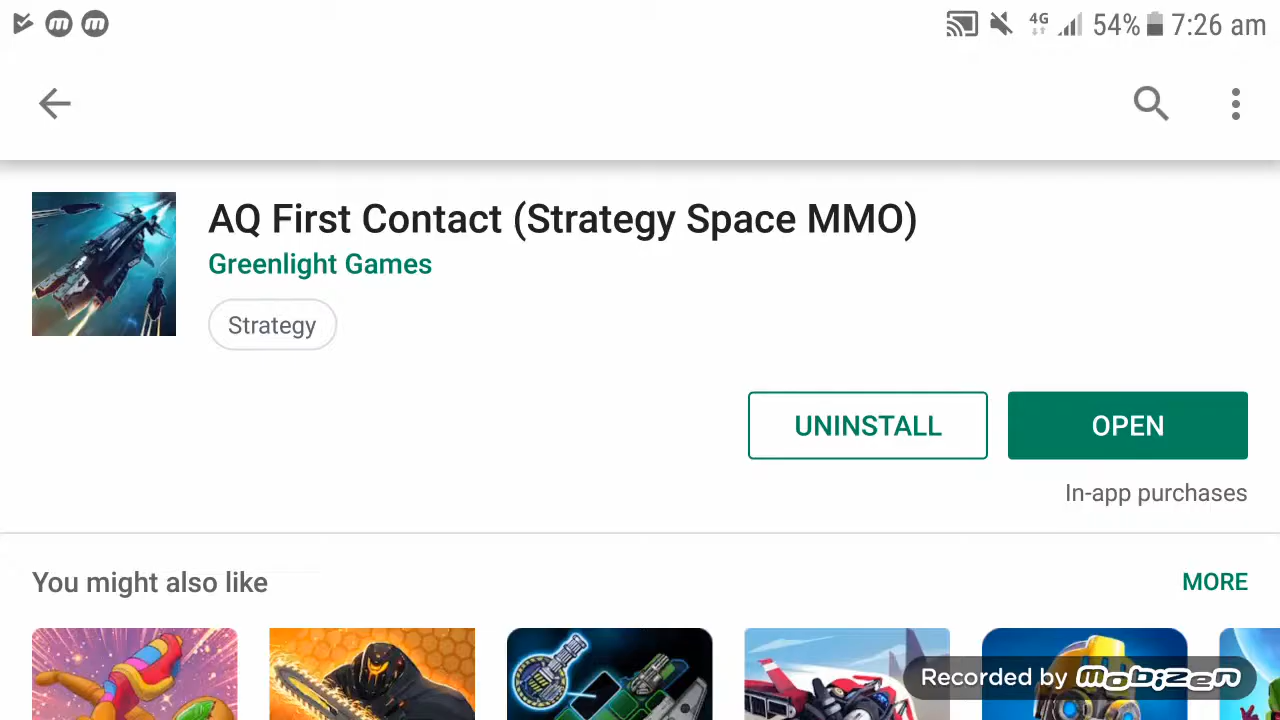 4G 54% 7:26 am
AQ First Contact (Strategy Space MMO)
Greenlight Games
Strategy
UNINSTALL
OPEN
In-app purchases
You might also like
MORE
Recorded by mobizen